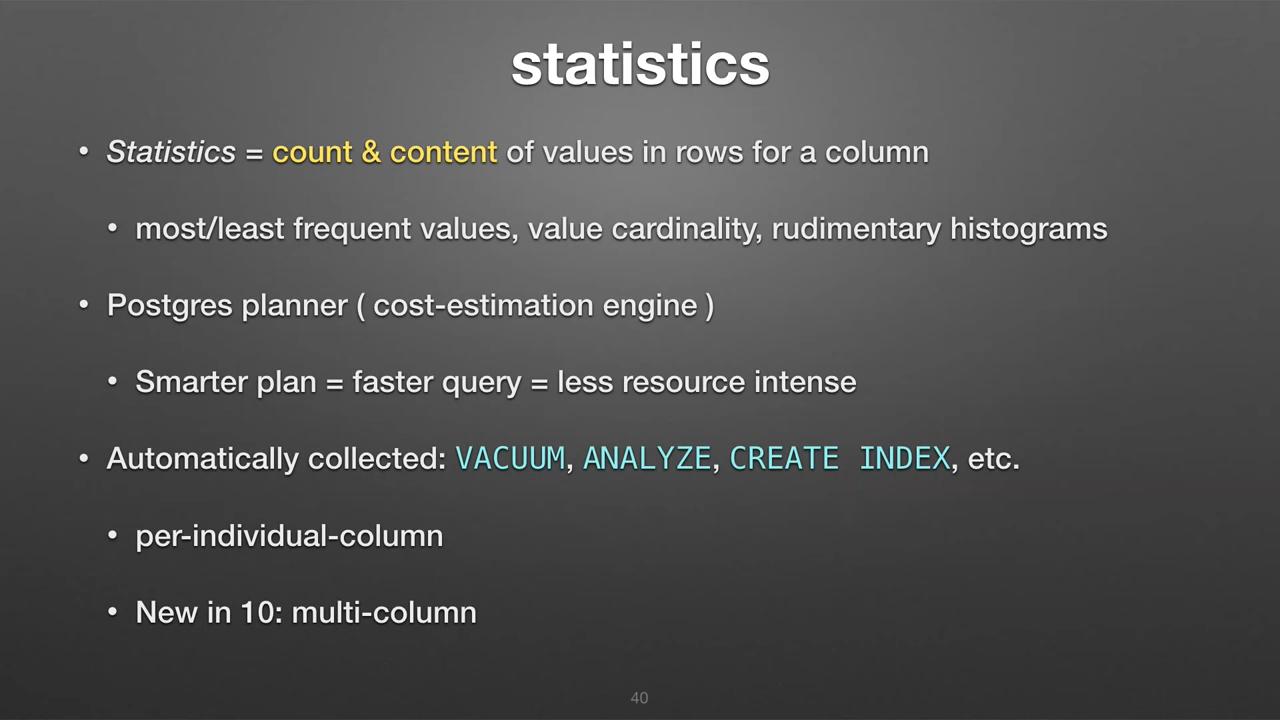 statistics
• Statistics = count & content of values in rows for a column
• most/least frequent values, value cardinality, rudimentary histograms
• Postgres planner ( cost-estimation engine )
• Smarter plan = faster query = less resource intense
• Automatically collected: VACUUM, ANALYZE, CREATE INDEX, etc.
• per-individual-column
• New in 10: multi-column
40